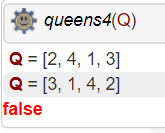 queens4(Q)
Q = [2, 4, 1, 3]
Q = [3, 1, 4, 2]
false